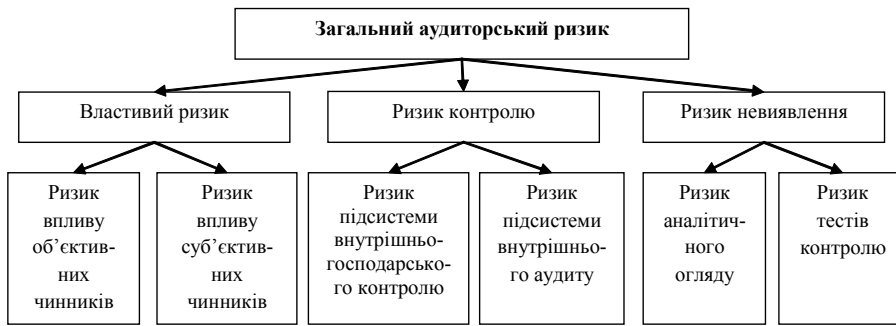 Загальний аудиторський ризик
Властивий ризик
Ризик контролю
Ризик невиявлення
Ризик
впливу
об’єктив-
них
чинників
Ризик
впливу
суб’єктив-
них
чинників
Ризик
підсистеми
внутрішньо-
господарсько-
го контролю
Ризик
підсистеми
внутрішньо-
го аудиту
Ризик
аналітич-
ного
огляду
Ризик
тестів
контролю